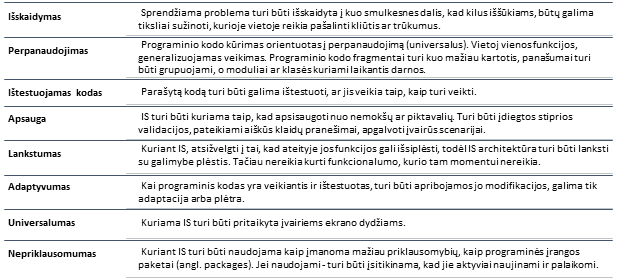 Išskaidymas
Sprendžiama problema turi būti išskaidyta į kuo smulkesnes dalis, kad kilus iššūkiams, būtų galima
tiksliai sužinoti, kurioje vietoje reikia pašalinti kliūtis ar trūkumus.
Perpanaudojimas
Programinio kodo kūrimas orientuotas į perpanaudojimą (universalus). Vietoj vienos funkcijos,
generalizuojamas veikimas. Programinio kodo fragmentai turi kuo mažiau kartotis, panašumai turi
būti grupuojami, o moduliai ar klasės kuriami laikantis darnos.
Ištestuojamas kodas
Parašytą kodą turi būti galima ištestuoti, ar jis veikia taip, kaip turi veikti.
Apsauga
IS turi būti kuriama taip, kad apsisaugoti nuo nemokšų ar piktavalių. Turi būti įdiegtos stiprios
validacijos, pateikiami aiškūs klaidų pranešimai, apgalvoti įvairūs scenarijai.
Lankstumas
Kuriant IS, atsižvelgti į tai, kad ateityje jos funkcijos gali išsiplėsti, todėl IS architektūra turi būti lanksti
su galimybe plėstis. Tačiau nereikia kurti funkcionalumo, kurio tam momentui nereikia.
Adaptyvumas
Kai programinis kodas yra veikiantis ir ištestuotas, turi būti apribojamos jo modifikacijos, galima tik
adaptacija arba plėtra.
Universalumas
Kuriama IS turi būti pritaikyta įvairiems ekrano dydžiams.
Nepriklausomumas
Kuriant IS turi būti naudojama kaip įmanoma mažiau priklausomybių, kaip programinės įrangos
paketai (angl. packages). Jei naudojami - turi būti įsitikinama, kad jie aktyviai naujinami ir palaikomi.